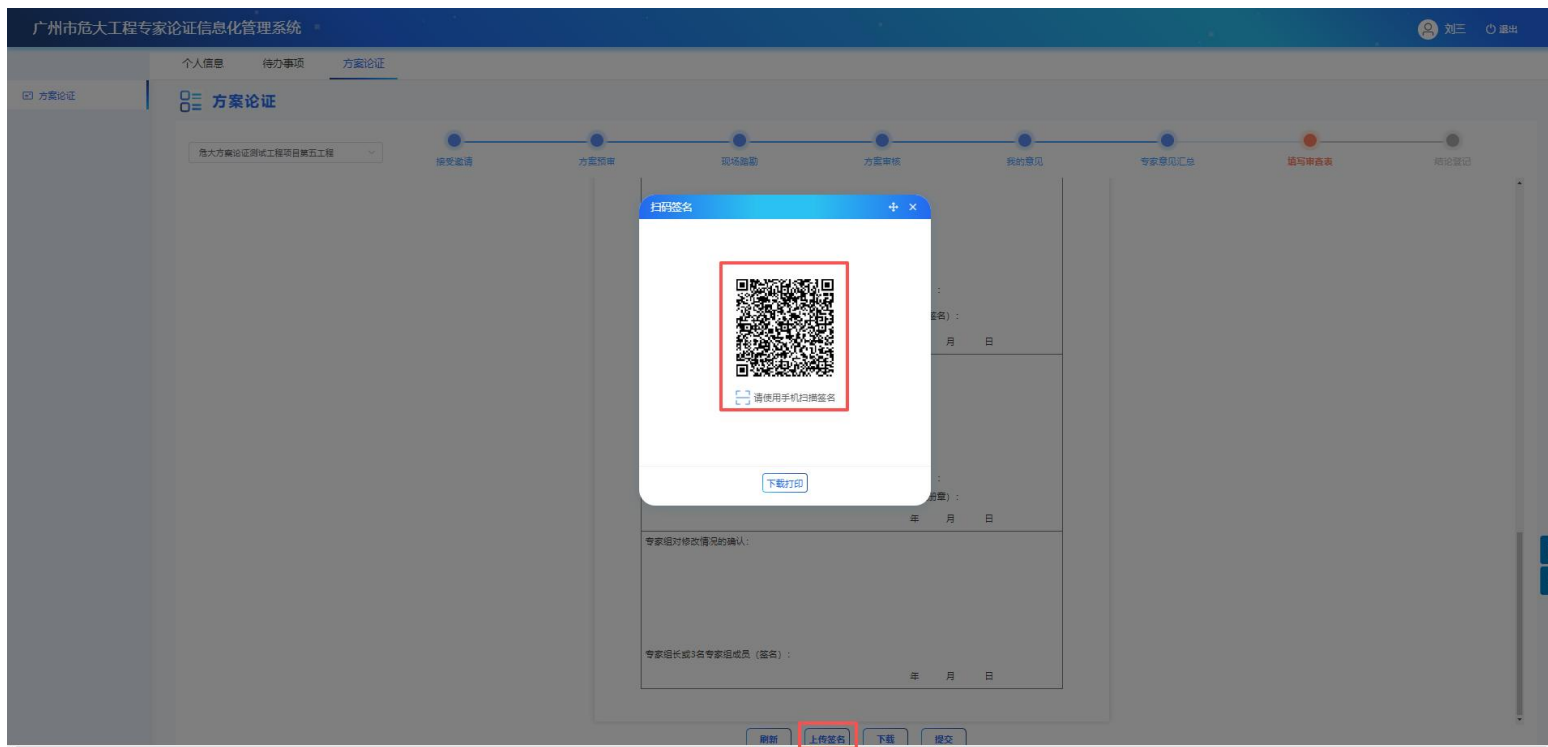 广州市危大工程专家论证信息化管理系统
刘三 退出
个人信息 待办事项 方案论证
方案论证
方案论证
危大方案论证测试工程项目第五工程
接受邀请 方案预审 现场踏勘 方案审核 我的意见 专家意见汇总 填写审查表 结论登记
扫码签名
：
签名）：
月 日
请使用手机扫描签名
下载打印
：
册章）：
年 月 日
专家组对修改情况的确认：
专家组长或3名专家组成员（签名）：
年 月 日
刷新 上传签名 下载 提交